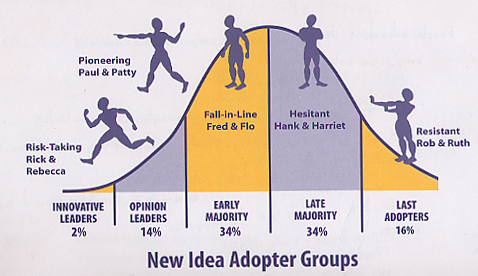 Pioneering
Paul & Patty
Risk-Taking
Rick &
Rebecca
Fall-in-Line
Fred & Flo
Hesitant
Hank & Harriet
Resistant
Rob & Ruth
INNOVATIVE
LEADERS
2%
OPINION
LEADERS
14%
EARLY
MAJORITY
34%
LATE
MAJORITY
34%
LAST
ADOPTERS
16%
New Idea Adopter Groups